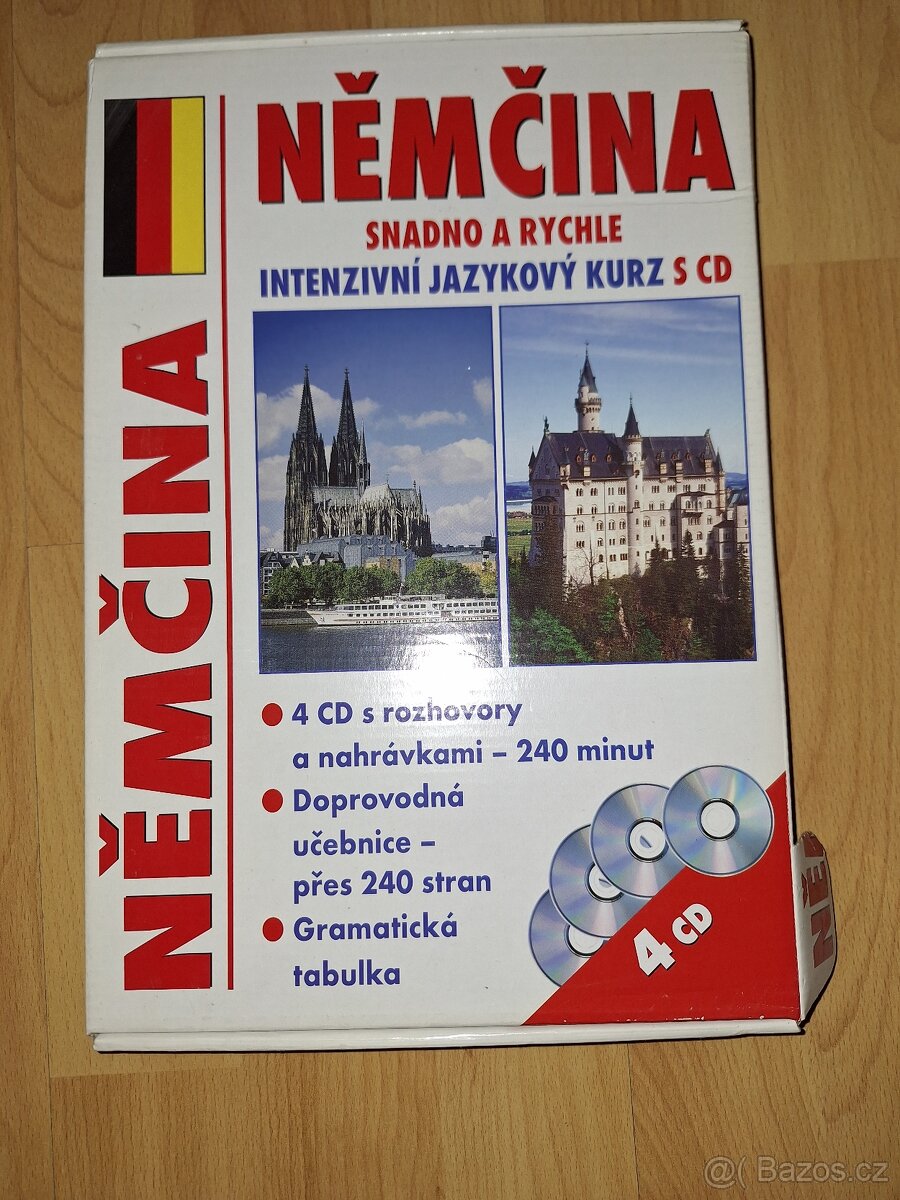 NĚMČINA
SNADNO A RYCHLE
INTENZIVNÍ JAZYKOVÝ KURZ S CD
NĚMČINA
4 CD s rozhovory
a nahrávkami – 240 minut
Doprovodná
učebnice –
přes 240 stran
Gramatická
tabulka
4 CD
NĚM
@( Bazos.cz